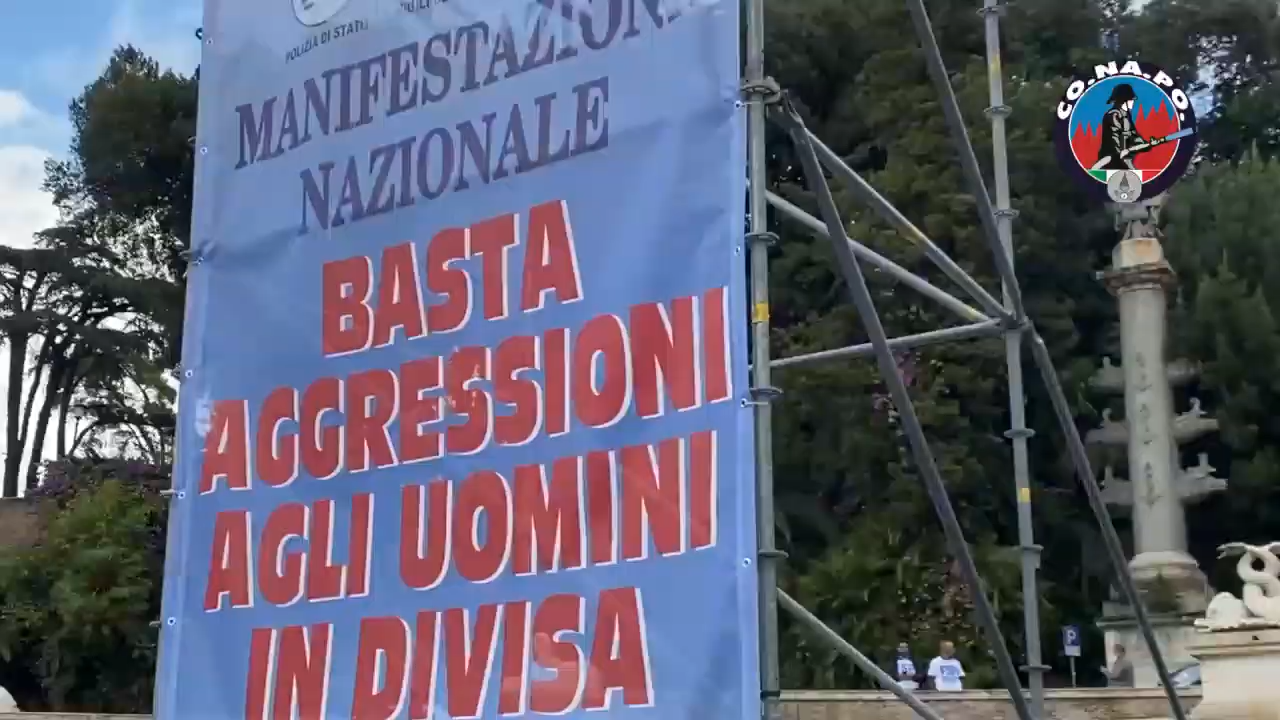 CO.NA.PO.
POLIZIA DI STATO
MANIFESTAZIONE
NAZIONALE
BASTA
AGGRESSIONI
AGLI UOMINI
IN DIVISA
P